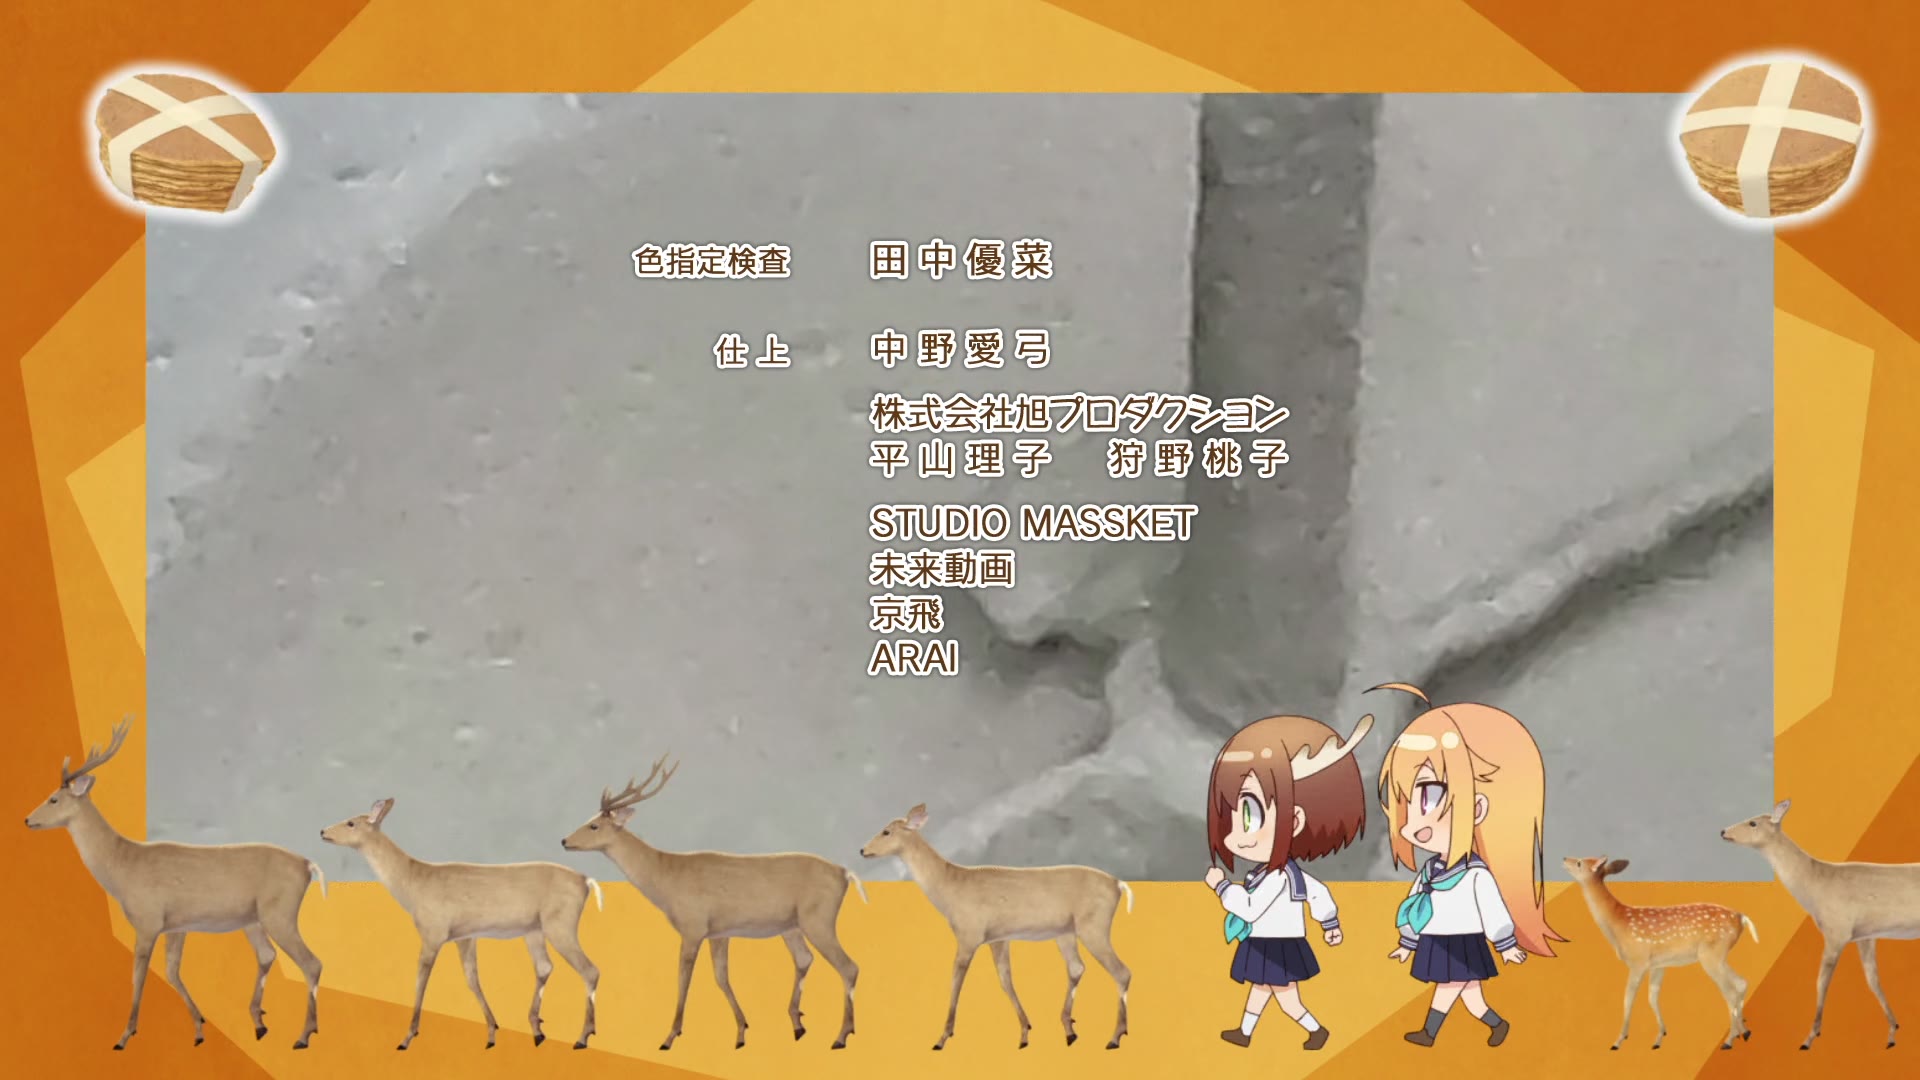 色指定検査 田中優菜
仕上 中野愛弓
株式会社旭プロダクション
平山理子 狩野桃子
STUDIO MASSKET
未来動画
京飛
ARAI